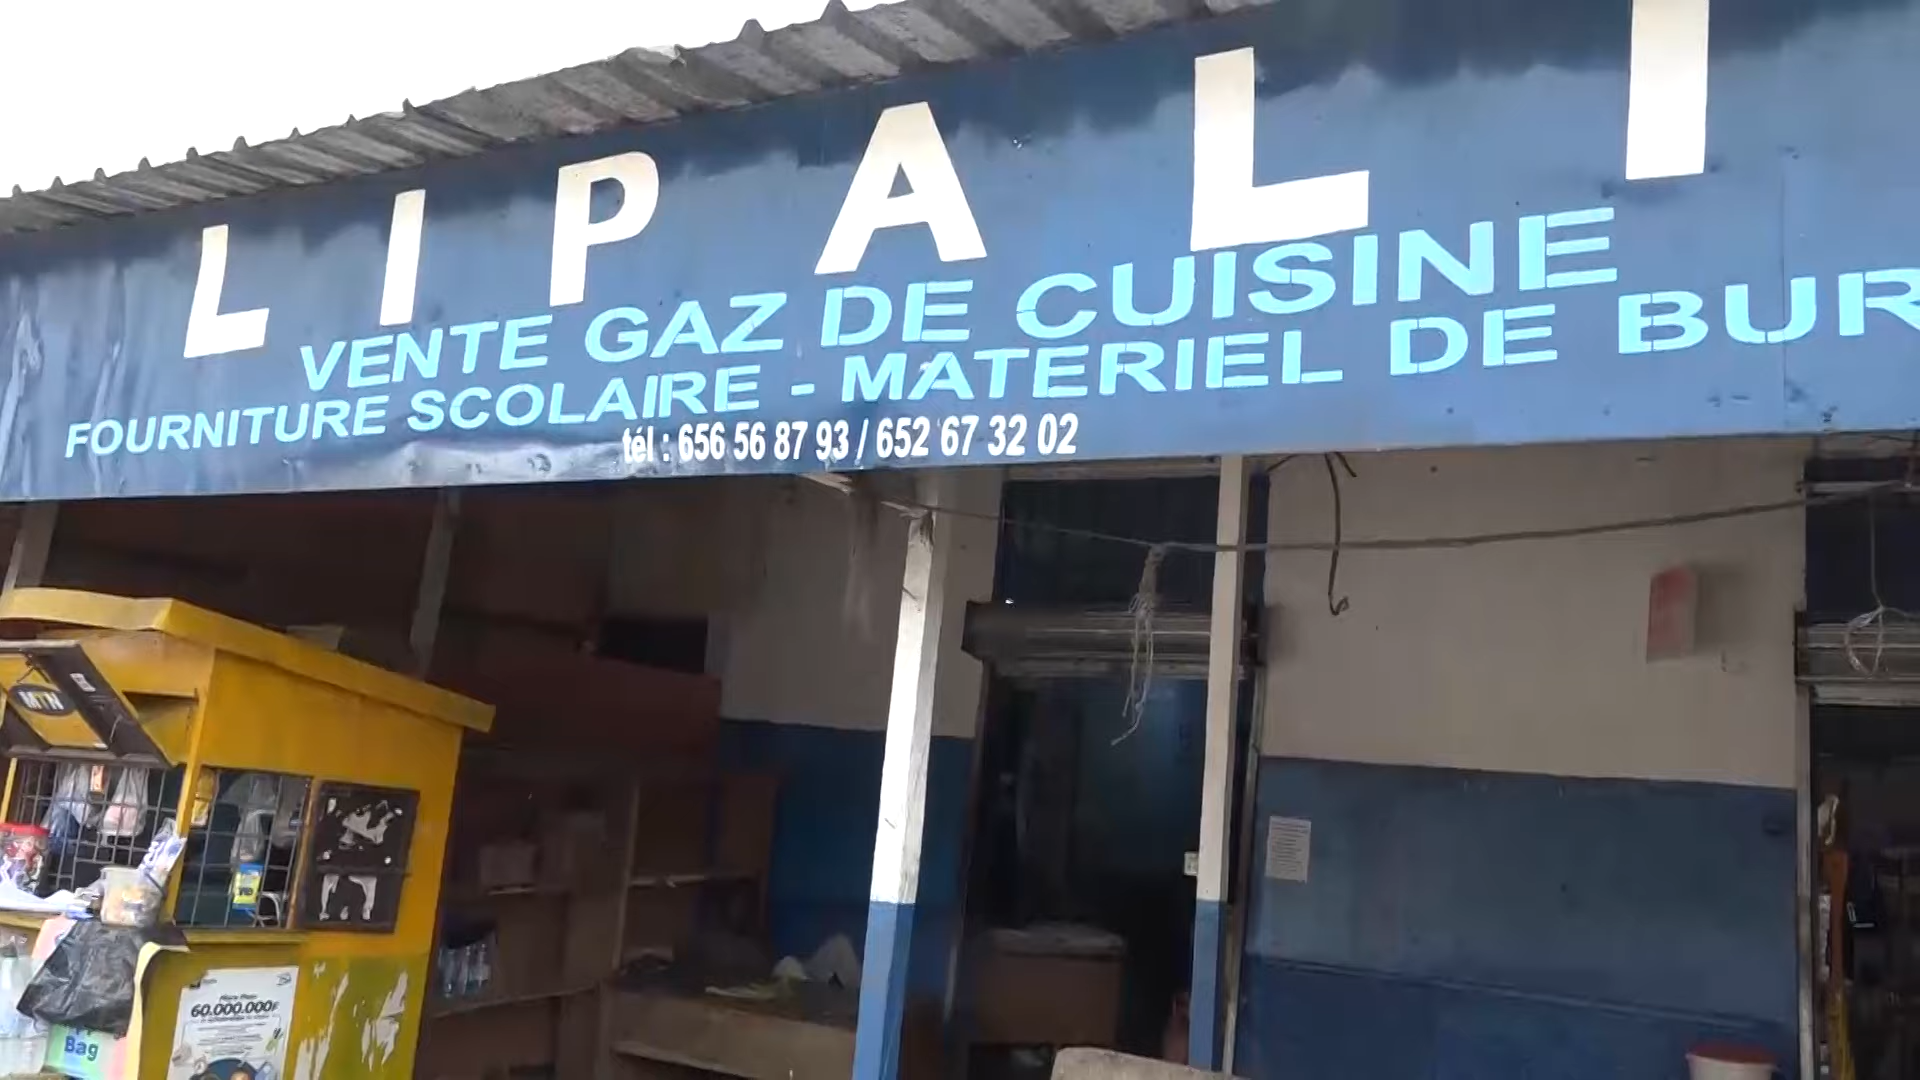 L I P A L I
VENTE GAZ DE CUISINE
FOURNITURE SCOLAIRE - MATERIEL DE BUR
tél : 656 56 87 93 / 652 67 32 02
MTN
60.000.000F
Bag